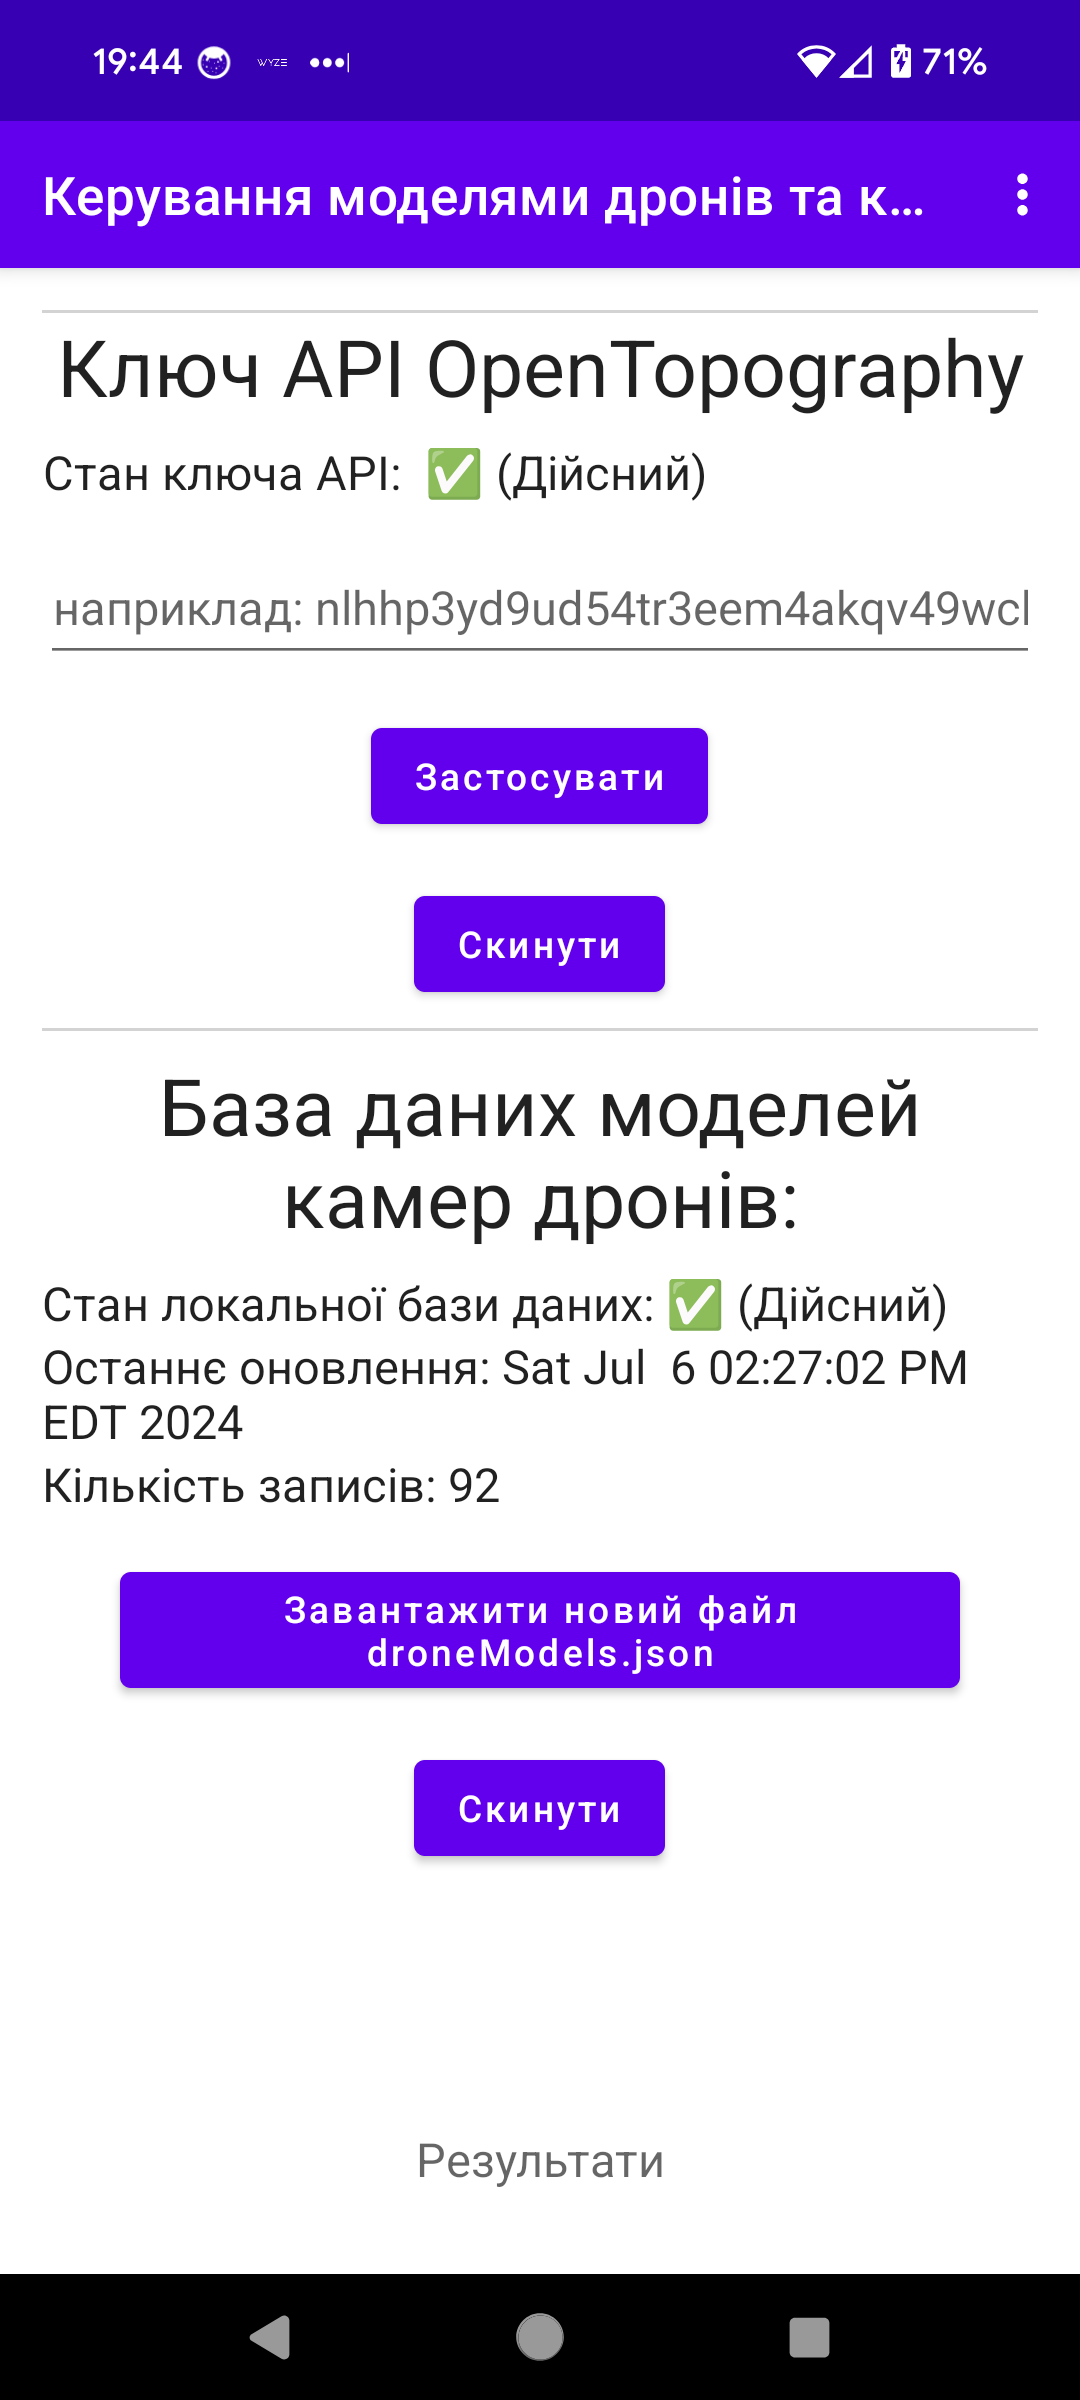 19:44 WYZE 71%
Керування моделями дронів та к...
Ключ API OpenTopography
Стан ключа API: ✅ (Дійсний)
наприклад: nlhhp3yd9ud54tr3eem4akqv49wcl
Застосувати
Скинути
База даних моделей
камер дронів:
Стан локальної бази даних: ✅ (Дійсний)
Останнє оновлення: Sat Jul  6 02:27:02 PM
EDT 2024
Кількість записів: 92
Завантажити новий файл
droneModels.json
Скинути
Результати